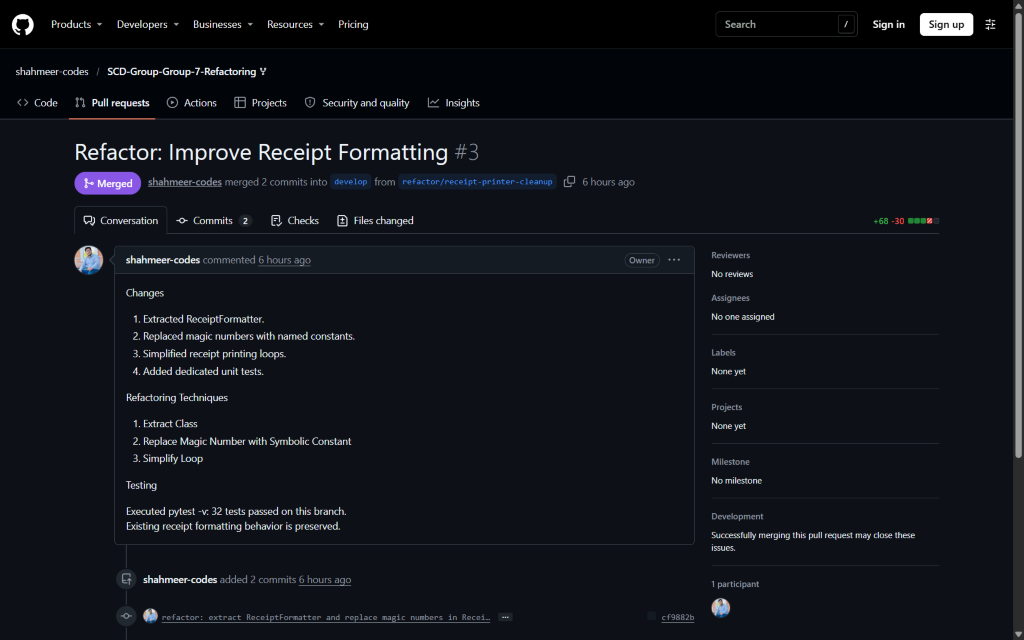 Products Developers Businesses Resources Pricing Search / Sign in Sign up
shahmeer-codes / SCD-Group-Group-7-Refactoring
Code Pull requests Actions Projects Security and quality Insights
Refactor: Improve Receipt Formatting #3
Merged shahmeer-codes merged 2 commits into develop from refactor/receipt-printer-cleanup 6 hours ago
Conversation Commits 2 Checks Files changed +68 -30
shahmeer-codes commented 6 hours ago Owner ...
Changes
1. Extracted ReceiptFormatter.
2. Replaced magic numbers with named constants.
3. Simplified receipt printing loops.
4. Added dedicated unit tests.
Refactoring Techniques
1. Extract Class
2. Replace Magic Number with Symbolic Constant
3. Simplify Loop
Testing
Executed pytest -v: 32 tests passed on this branch.
Existing receipt formatting behavior is preserved.
shahmeer-codes added 2 commits 6 hours ago
refactor: extract ReceiptFormatter and replace magic numbers in Recei… ... cf9882b
Reviewers
No reviews
Assignees
No one assigned
Labels
None yet
Projects
None yet
Milestone
No milestone
Development
Successfully merging this pull request may close these
issues.
1 participant